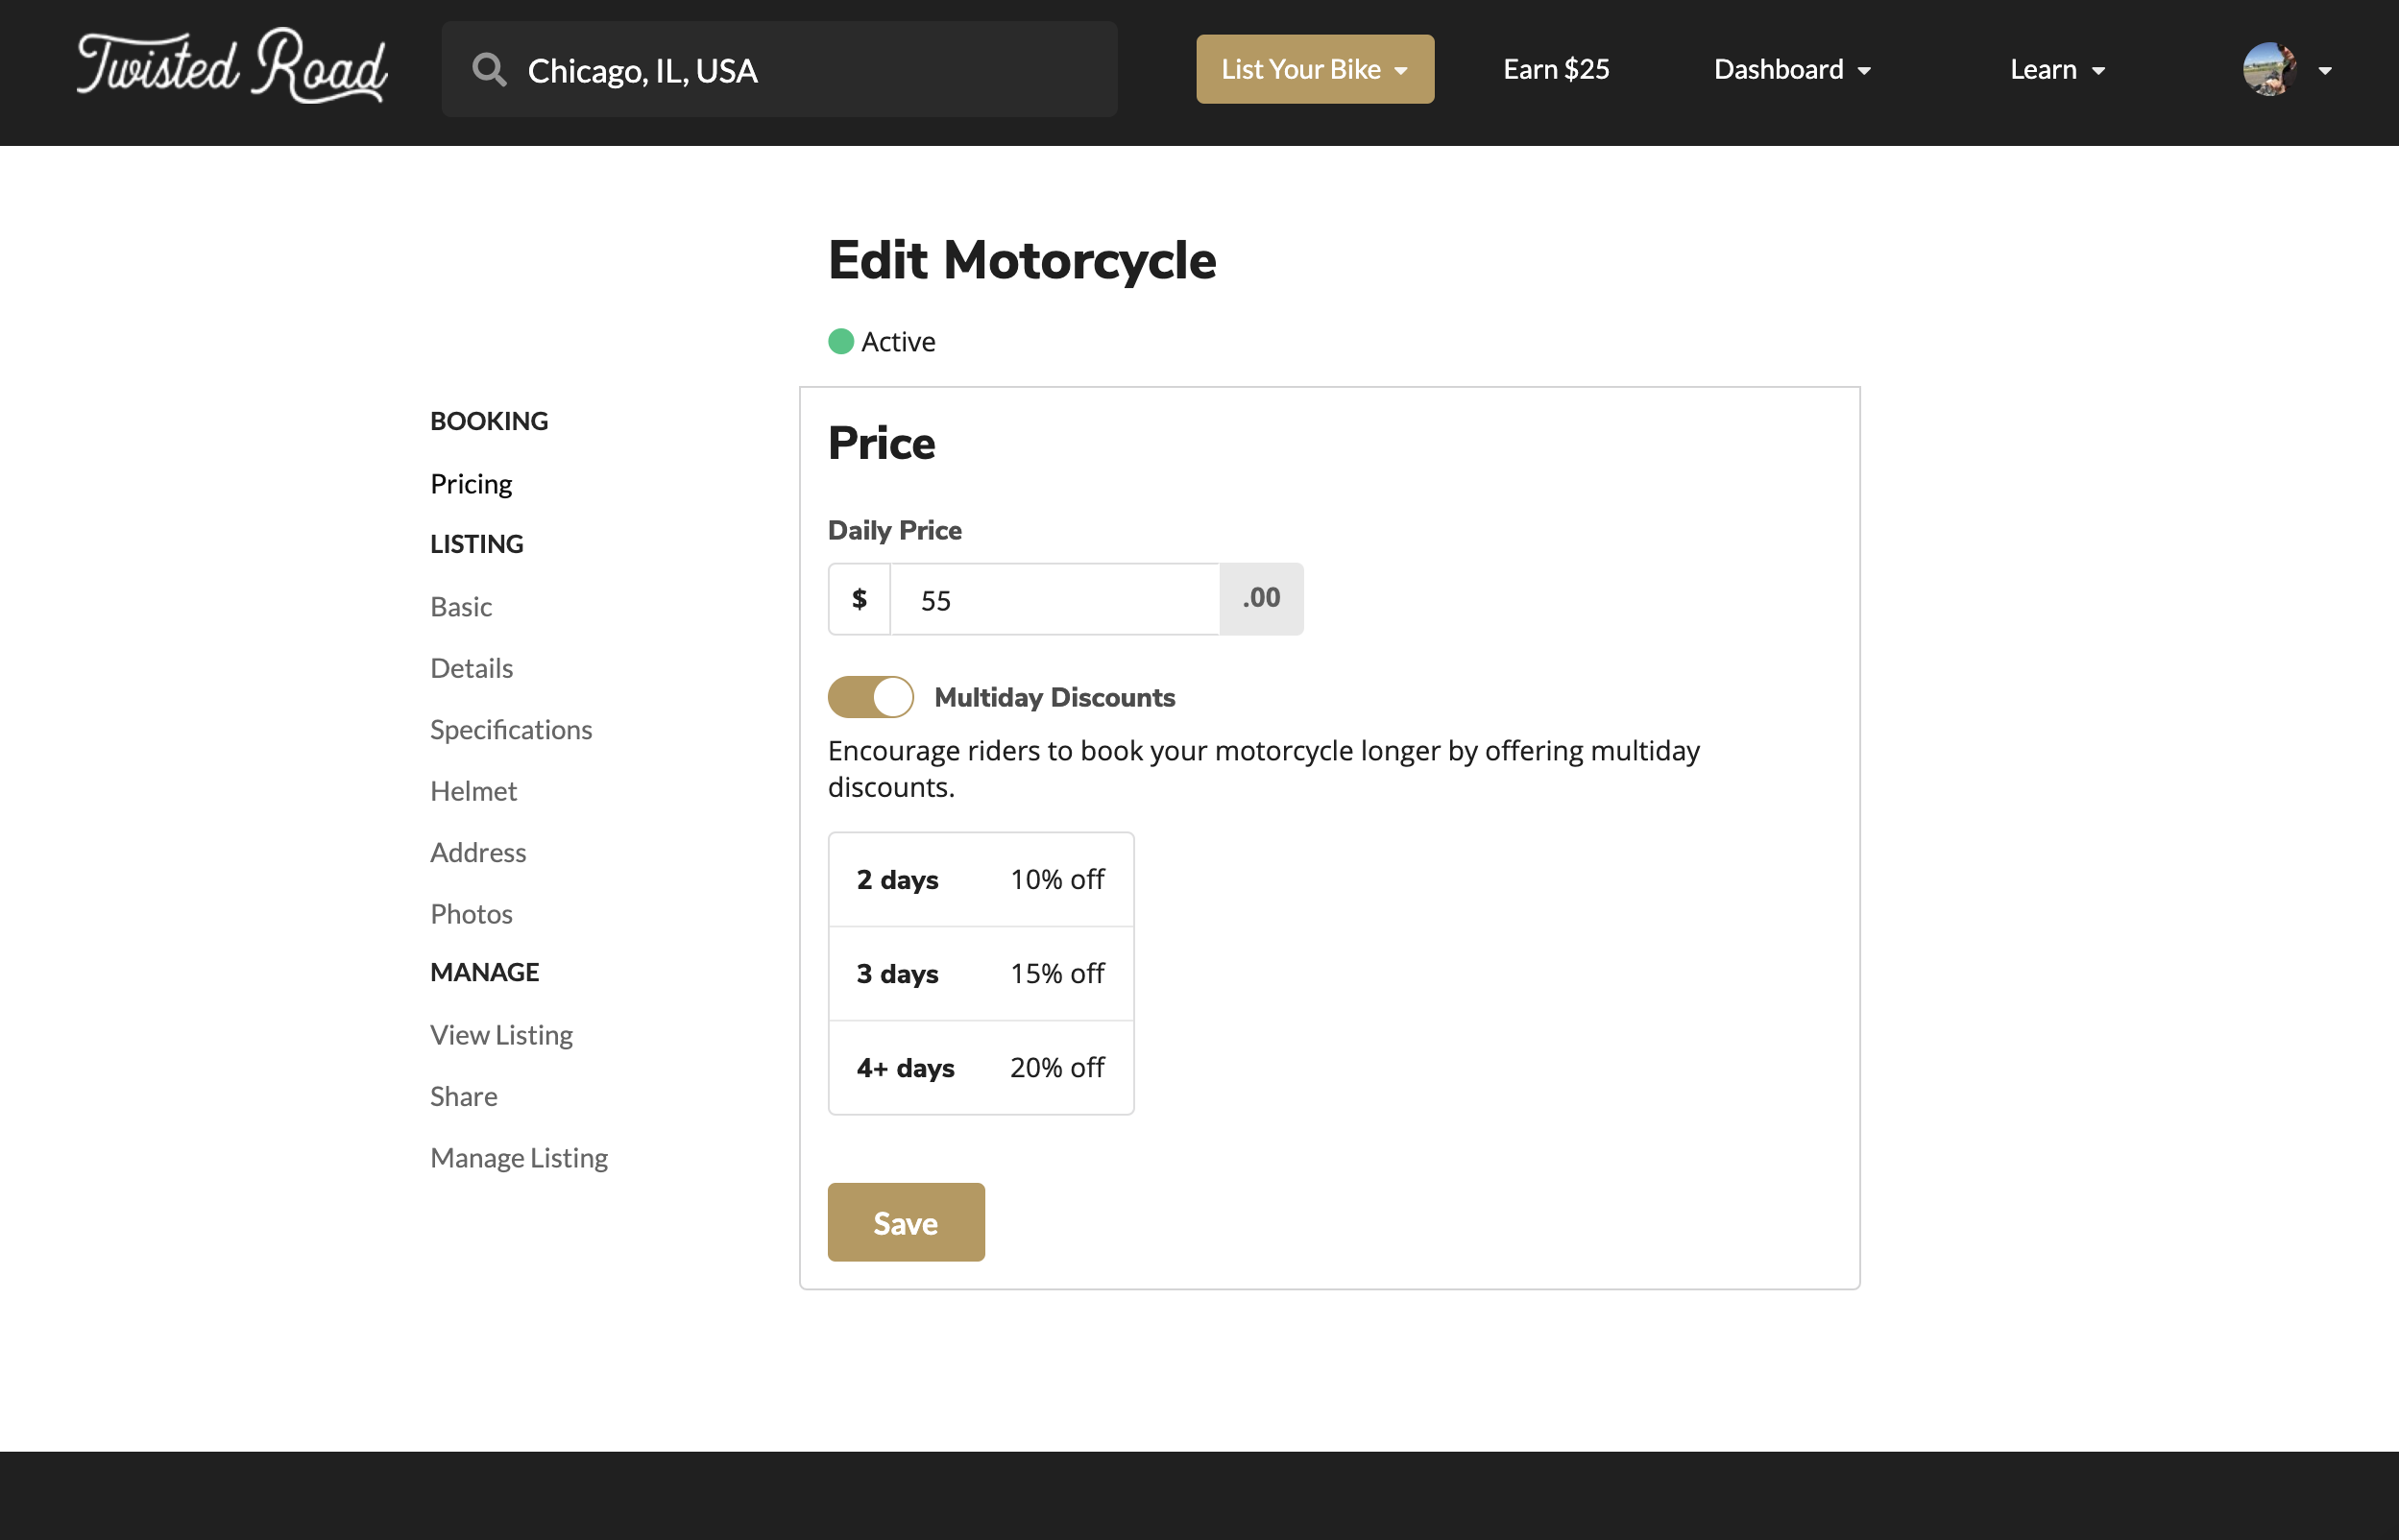 Twisted Road
Chicago, IL, USA
List Your Bike
Earn $25
Dashboard
Learn
Edit Motorcycle
Active
BOOKING
Pricing
LISTING
Basic
Details
Specifications
Helmet
Address
Photos
MANAGE
View Listing
Share
Manage Listing
Price
Daily Price
$ 55 .00
Multiday Discounts
Encourage riders to book your motorcycle longer by offering multiday
discounts.
2 days 10% off
3 days 15% off
4+ days 20% off
Save